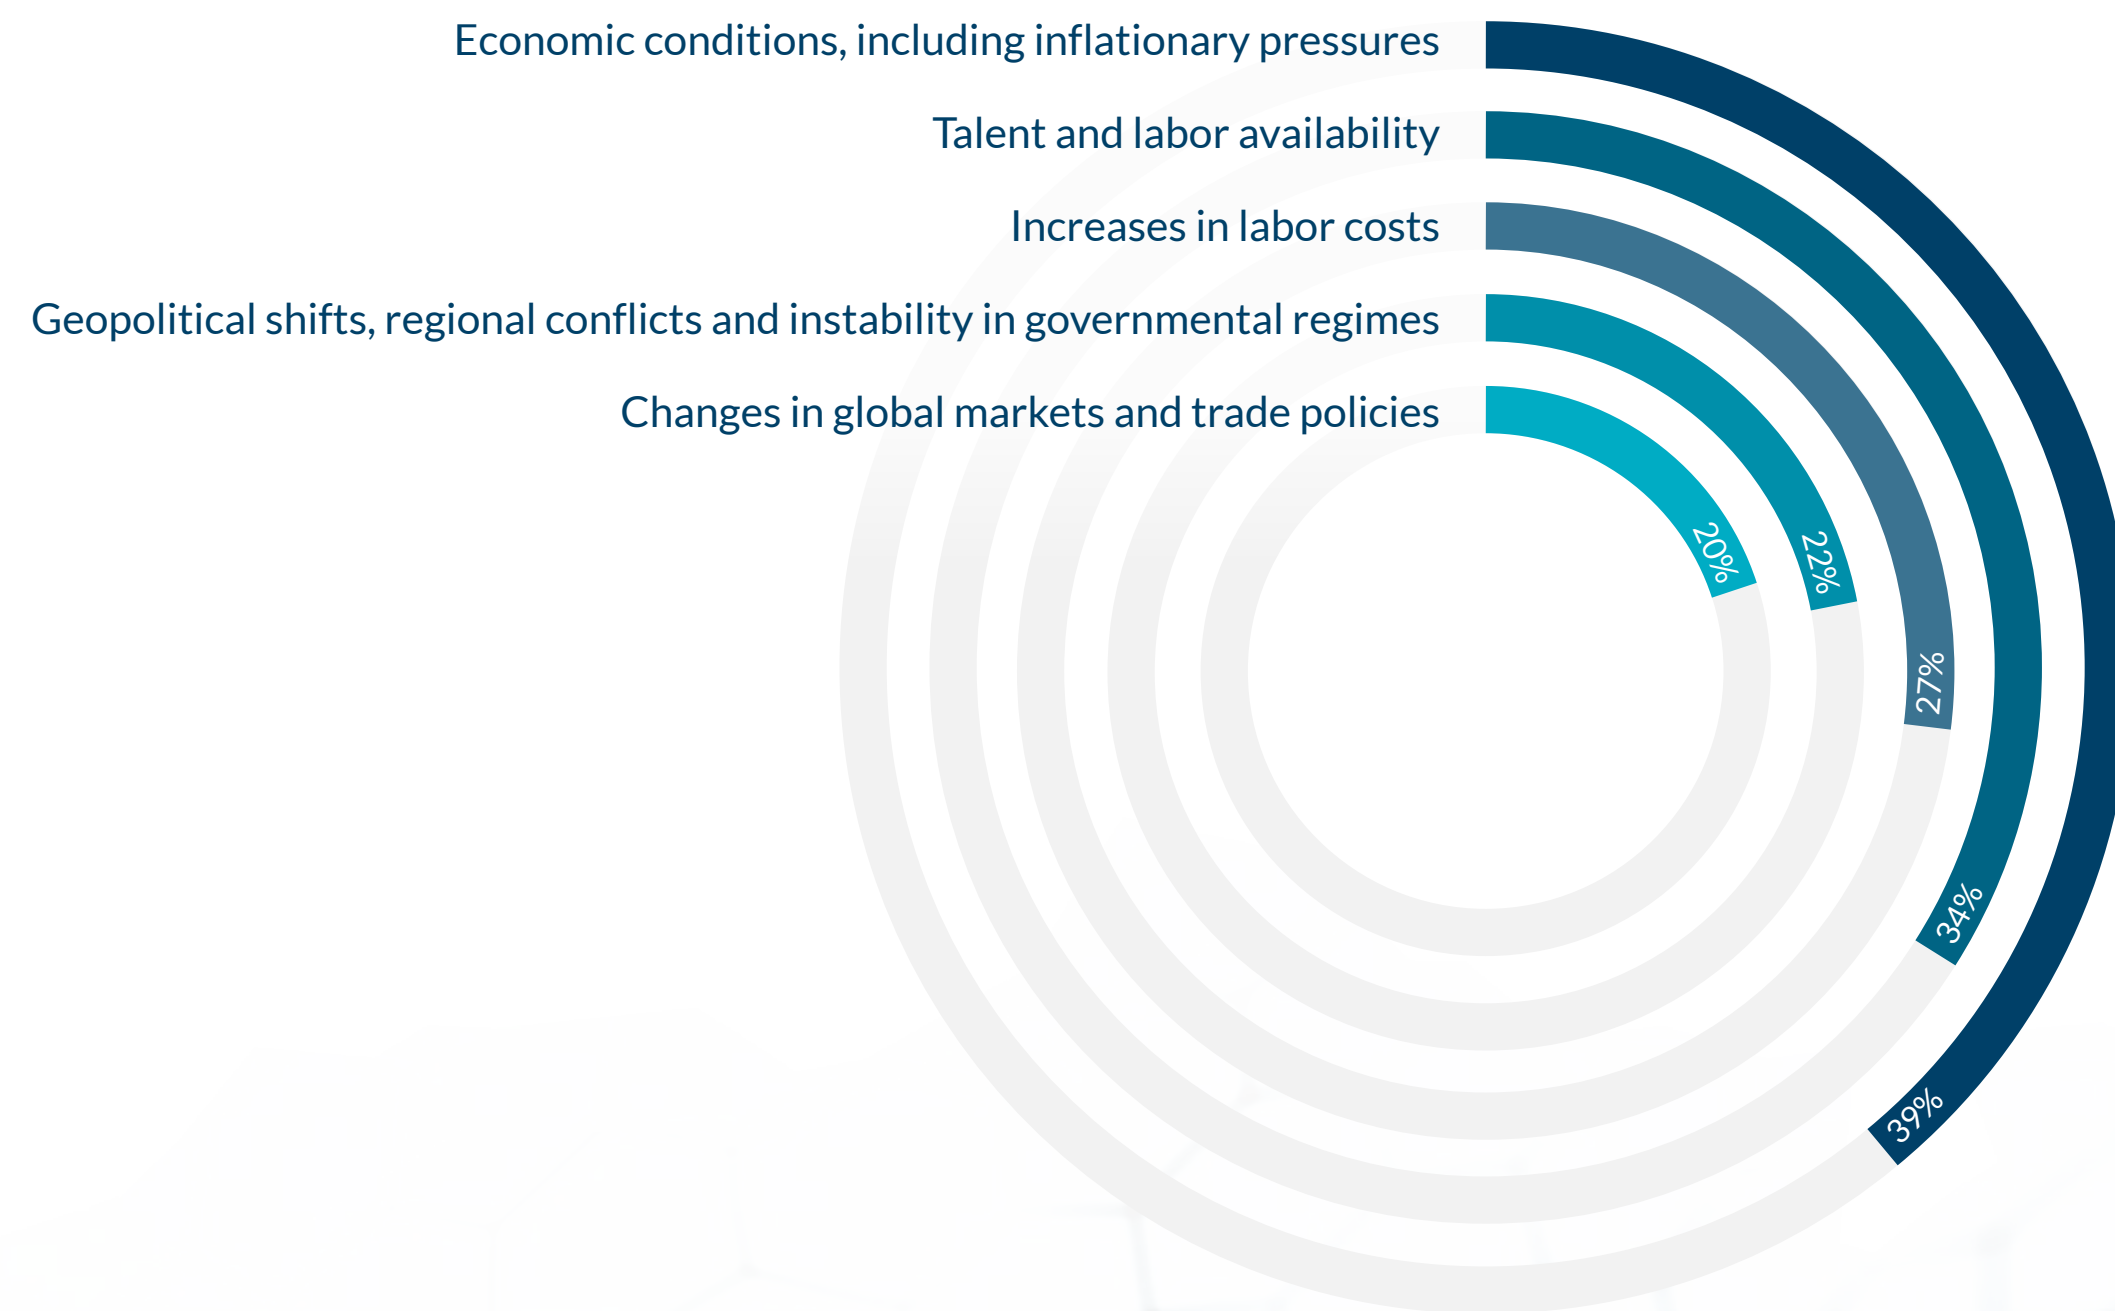 Economic conditions, including inflationary pressures
Talent and labor availability
Increases in labor costs
Geopolitical shifts, regional conflicts and instability in governmental regimes
Changes in global markets and trade policies
20%
22%
27%
34%
39%